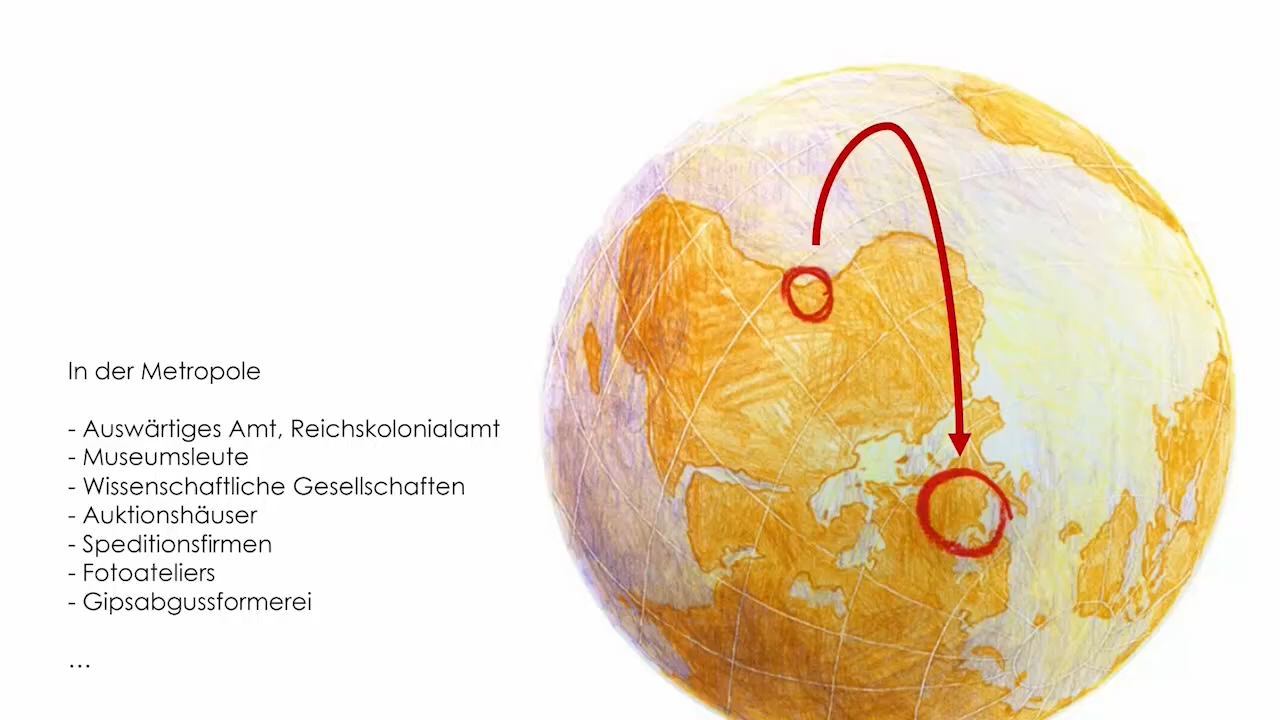 In der Metropole
- Auswärtiges Amt, Reichskolonialamt
- Museumsleute
- Wissenschaftliche Gesellschaften
- Auktionshäuser
- Speditionsfirmen
- Fotoateliers
- Gipsabgussformerei
...